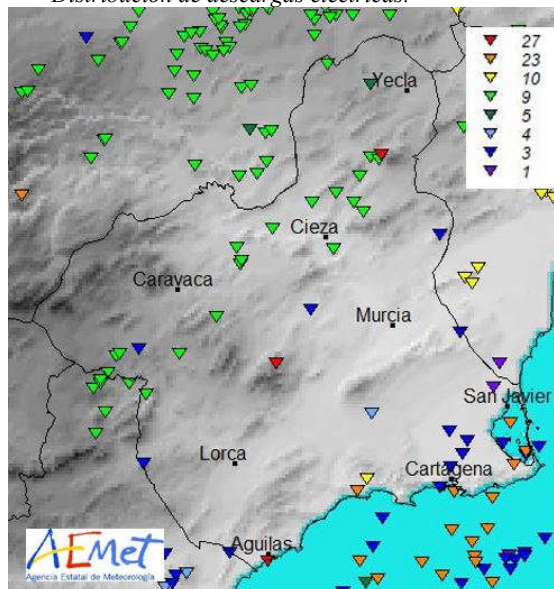 Distribución de descargas eléctricas.
27
23
10
9
5
4
3
1
Yecla
Cieza
Caravaca
Murcia
San Javier
Lorca
Cartagena
Aguilas
AEMet
Agencia Estatal de Meteorología